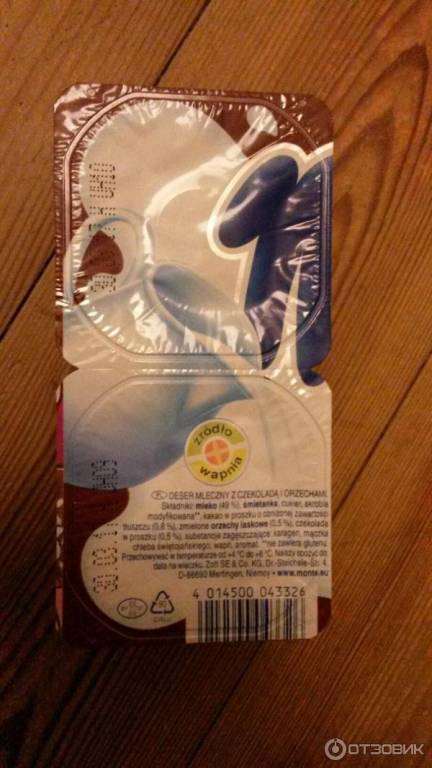 źródło
wapnia
PL DESER MLECZNY Z CZEKOLADĄ I ORZECHAMI.
Składniki: mleko (49 %), śmietanka, cukier, skrobia
modyfikowana**, kakao w proszku o obniżonej zawartości
tłuszczu (0,8 %), zmielone orzechy laskowe (0,5 %), czekolada
w proszku (0,5 %), substancje zagęszczające: karagen, mączka
chleba świętojańskiego; wapń, aromat. **nie zawiera glutenu
Przechowywać w temperaturze od +4 °C do +8 °C. Należy spożyć do:
data na wieczku. Zott SE & Co. KG, Dr.-Steichele-Str. 4,
D-86690 Mertingen, Niemcy • www.monte.
4 014500 043326
ОТЗОВИК